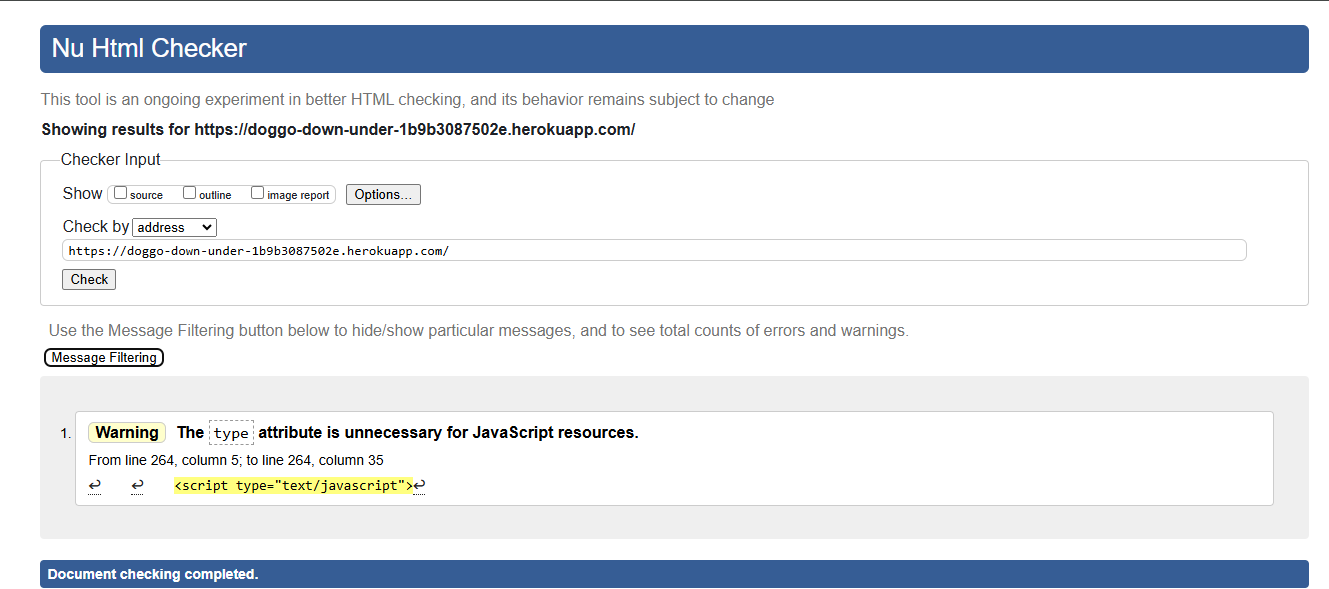 Nu Html Checker
This tool is an ongoing experiment in better HTML checking, and its behavior remains subject to change
Showing results for https://doggo-down-under-1b9b3087502e.herokuapp.com/
Checker Input
Show source outline image report Options...
Check by address
https://doggo-down-under-1b9b3087502e.herokuapp.com/
Check
Use the Message Filtering button below to hide/show particular messages, and to see total counts of errors and warnings.
Message Filtering
1. Warning The type attribute is unnecessary for JavaScript resources.
From line 264, column 5; to line 264, column 35
↩ ↩ <script type="text/javascript">↩
Document checking completed.